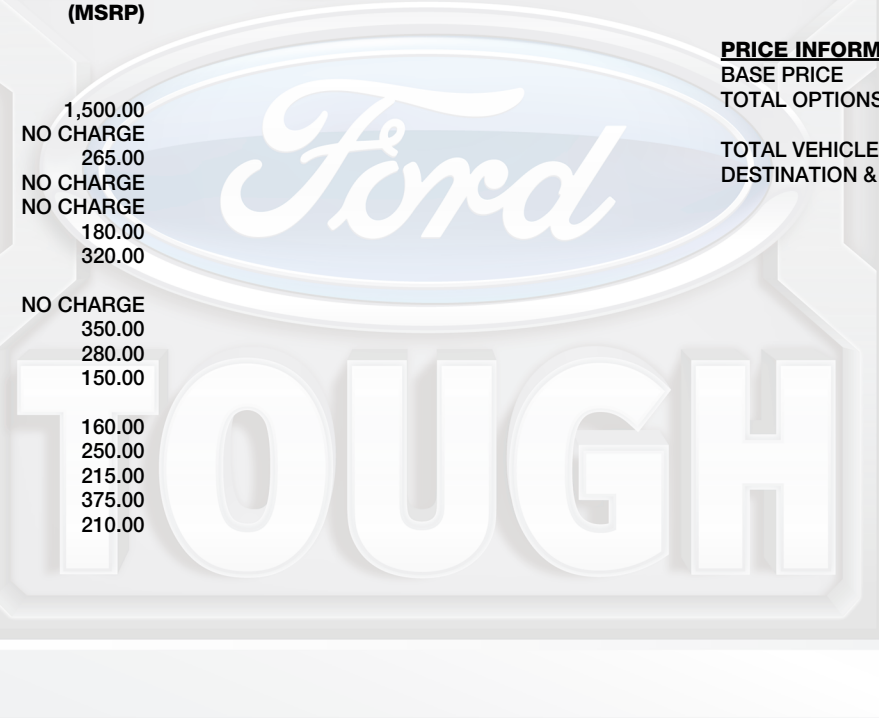 (MSRP)
1,500.00
NO CHARGE
265.00
NO CHARGE
NO CHARGE
180.00
320.00
NO CHARGE
350.00
280.00
150.00
160.00
250.00
215.00
375.00
210.00
PRICE INFORM
BASE PRICE
TOTAL OPTIONS
TOTAL VEHICLE
DESTINATION &
Ford
TOUGH